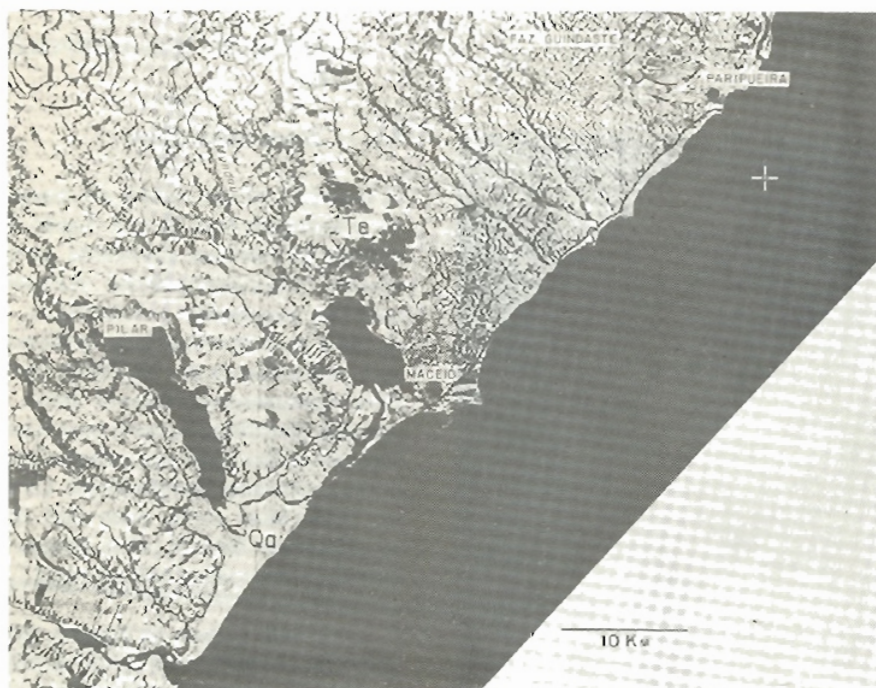 FAZ GUINDASTE
PARIPUEIRA
Te
PILAR
MACEIÓ
Qa
10 Km